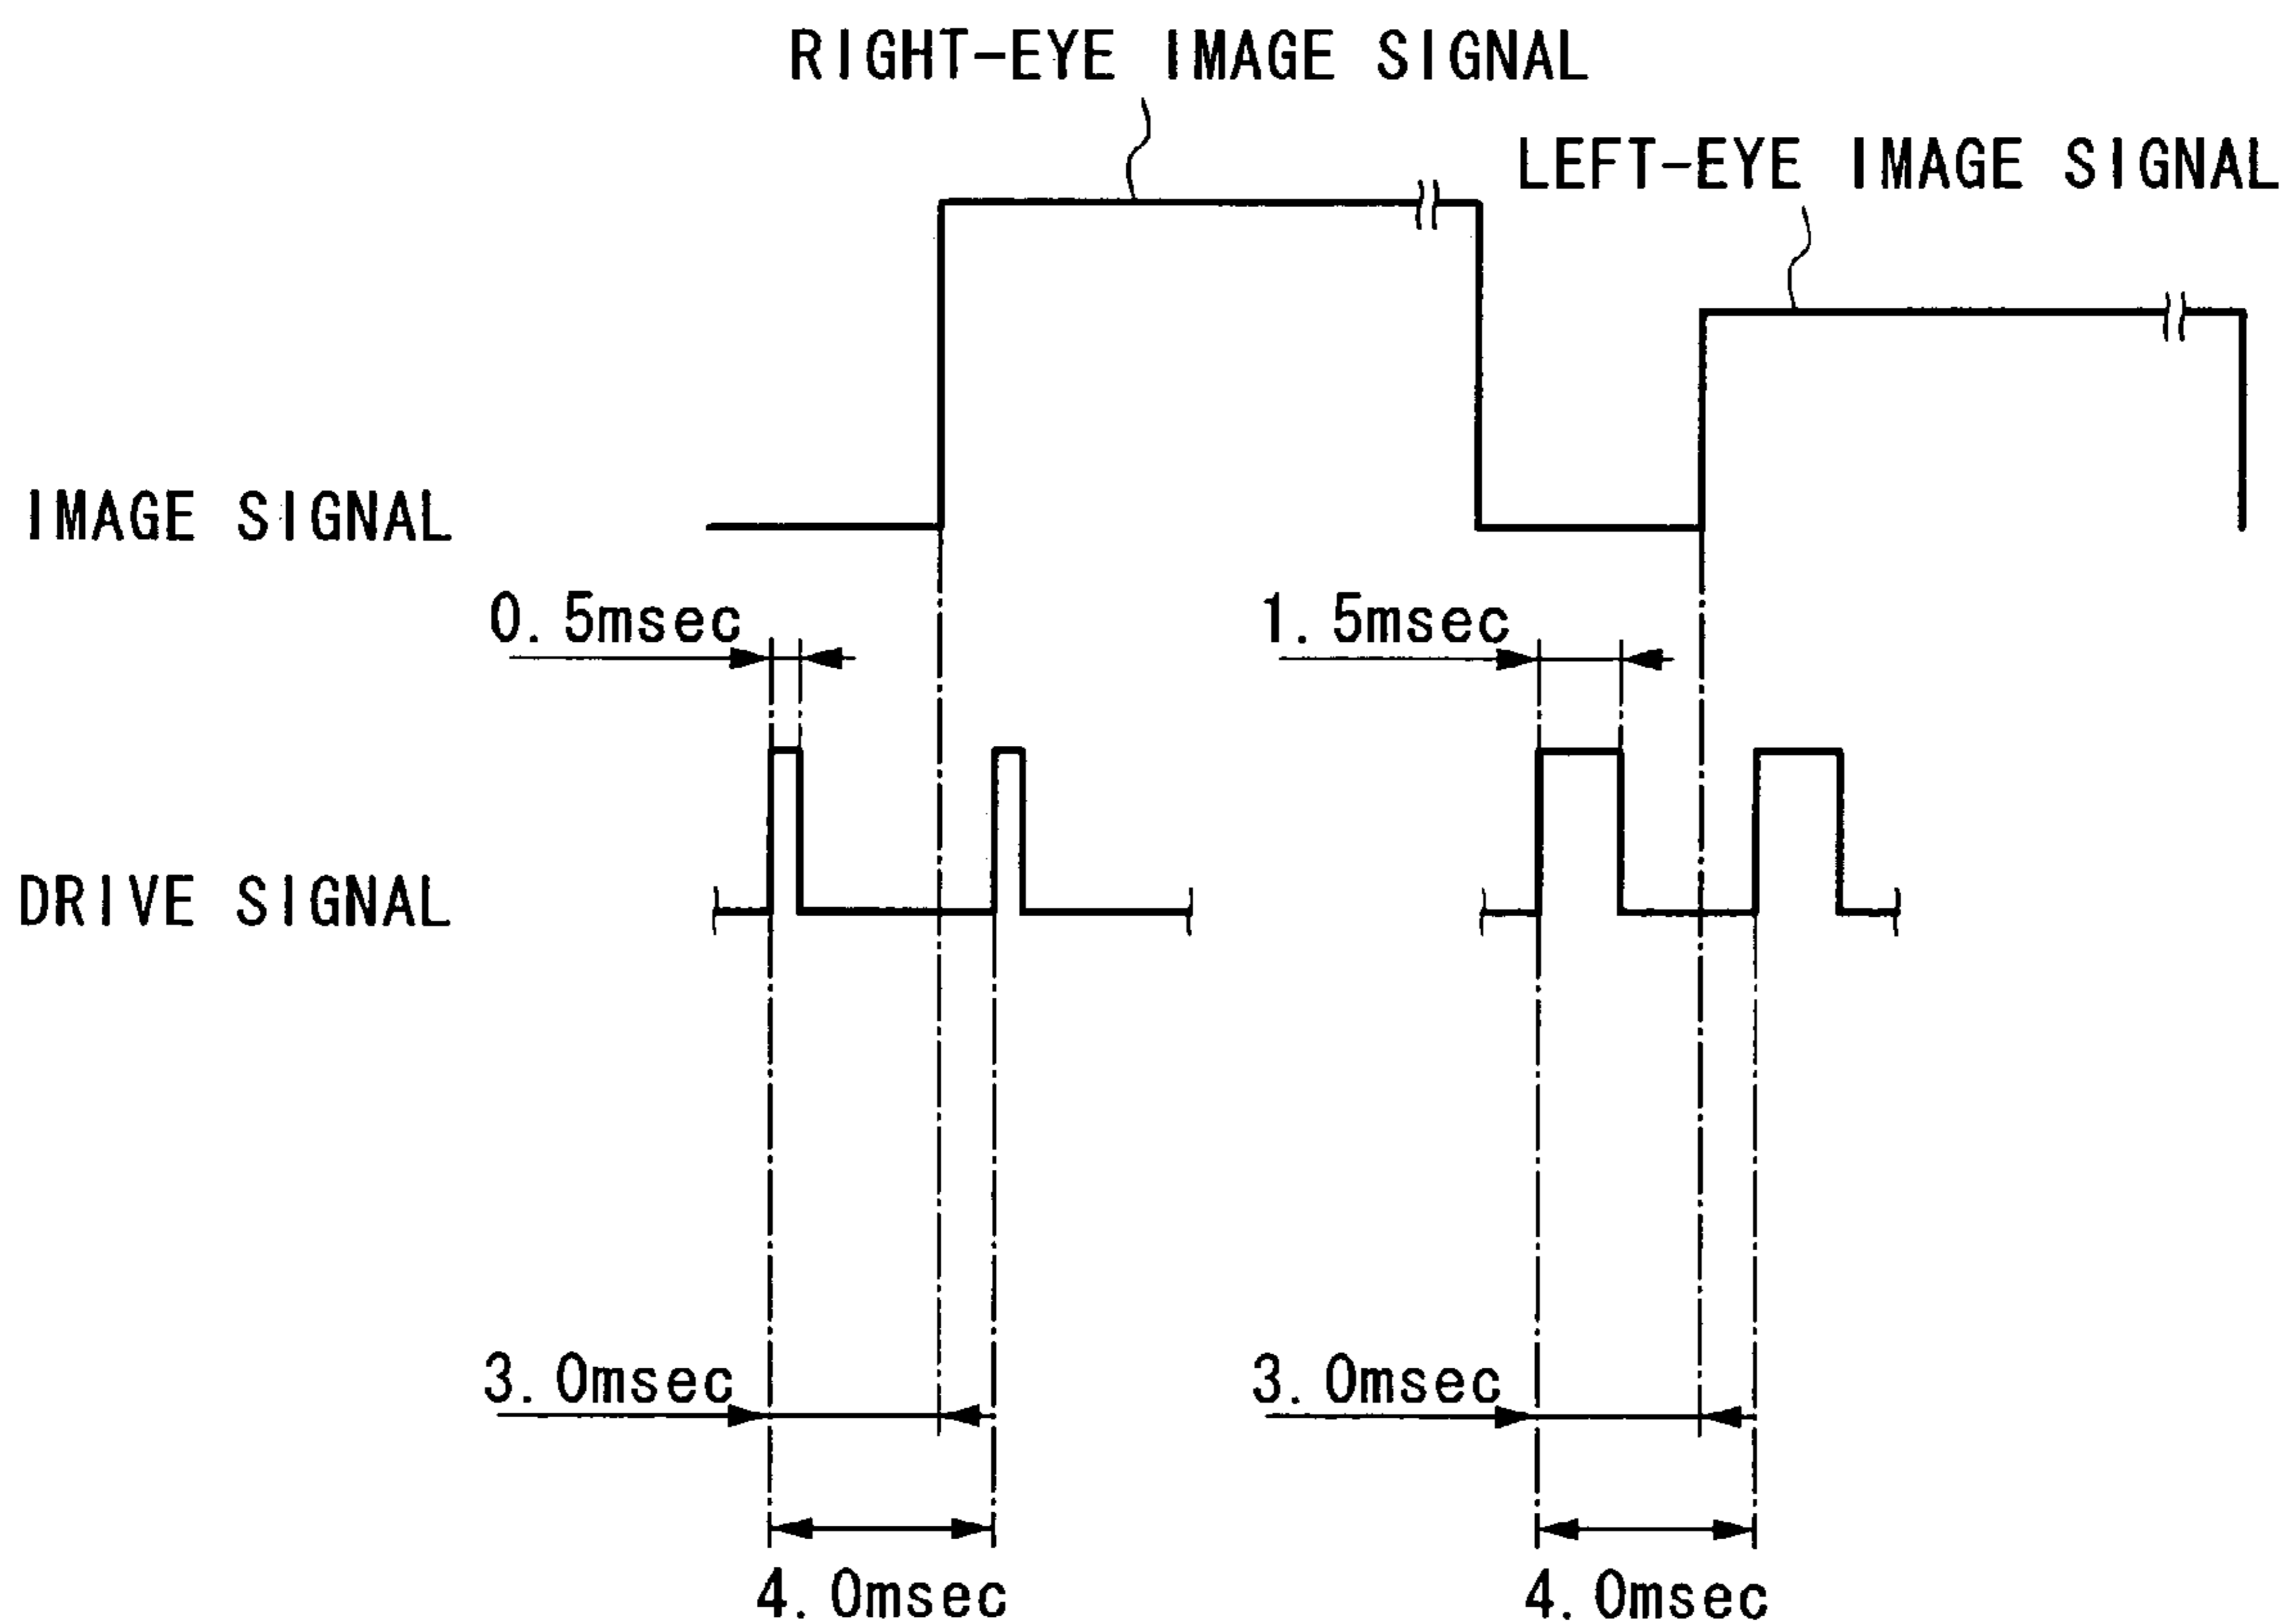 RIGHT-EYE IMAGE SIGNAL
LEFT-EYE IMAGE SIGNAL
IMAGE SIGNAL
0.5msec
1.5msec
DRIVE SIGNAL
3.0msec
3.0msec
4.0msec
4.0msec